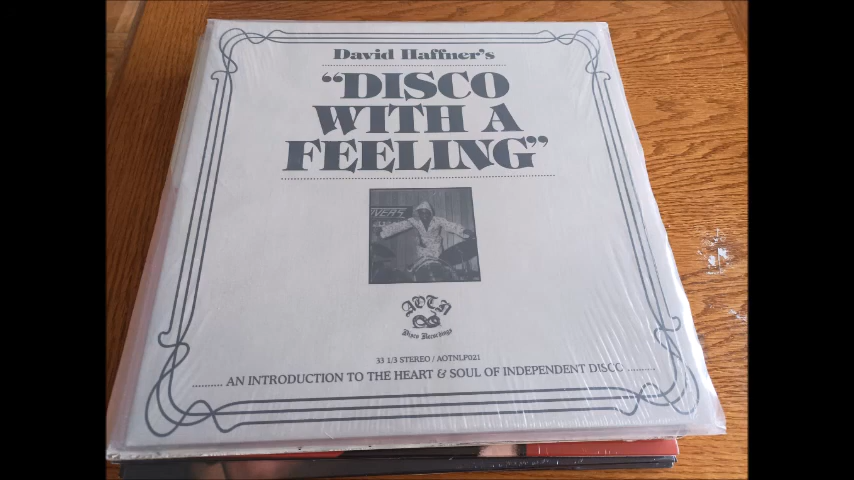 David Haffner's
“DISCO
WITH A
FEELING”
AOTN
Disco Recordings
33 1/3 STEREO / AOTNLP021
AN INTRODUCTION TO THE HEART & SOUL OF INDEPENDENT DISCO